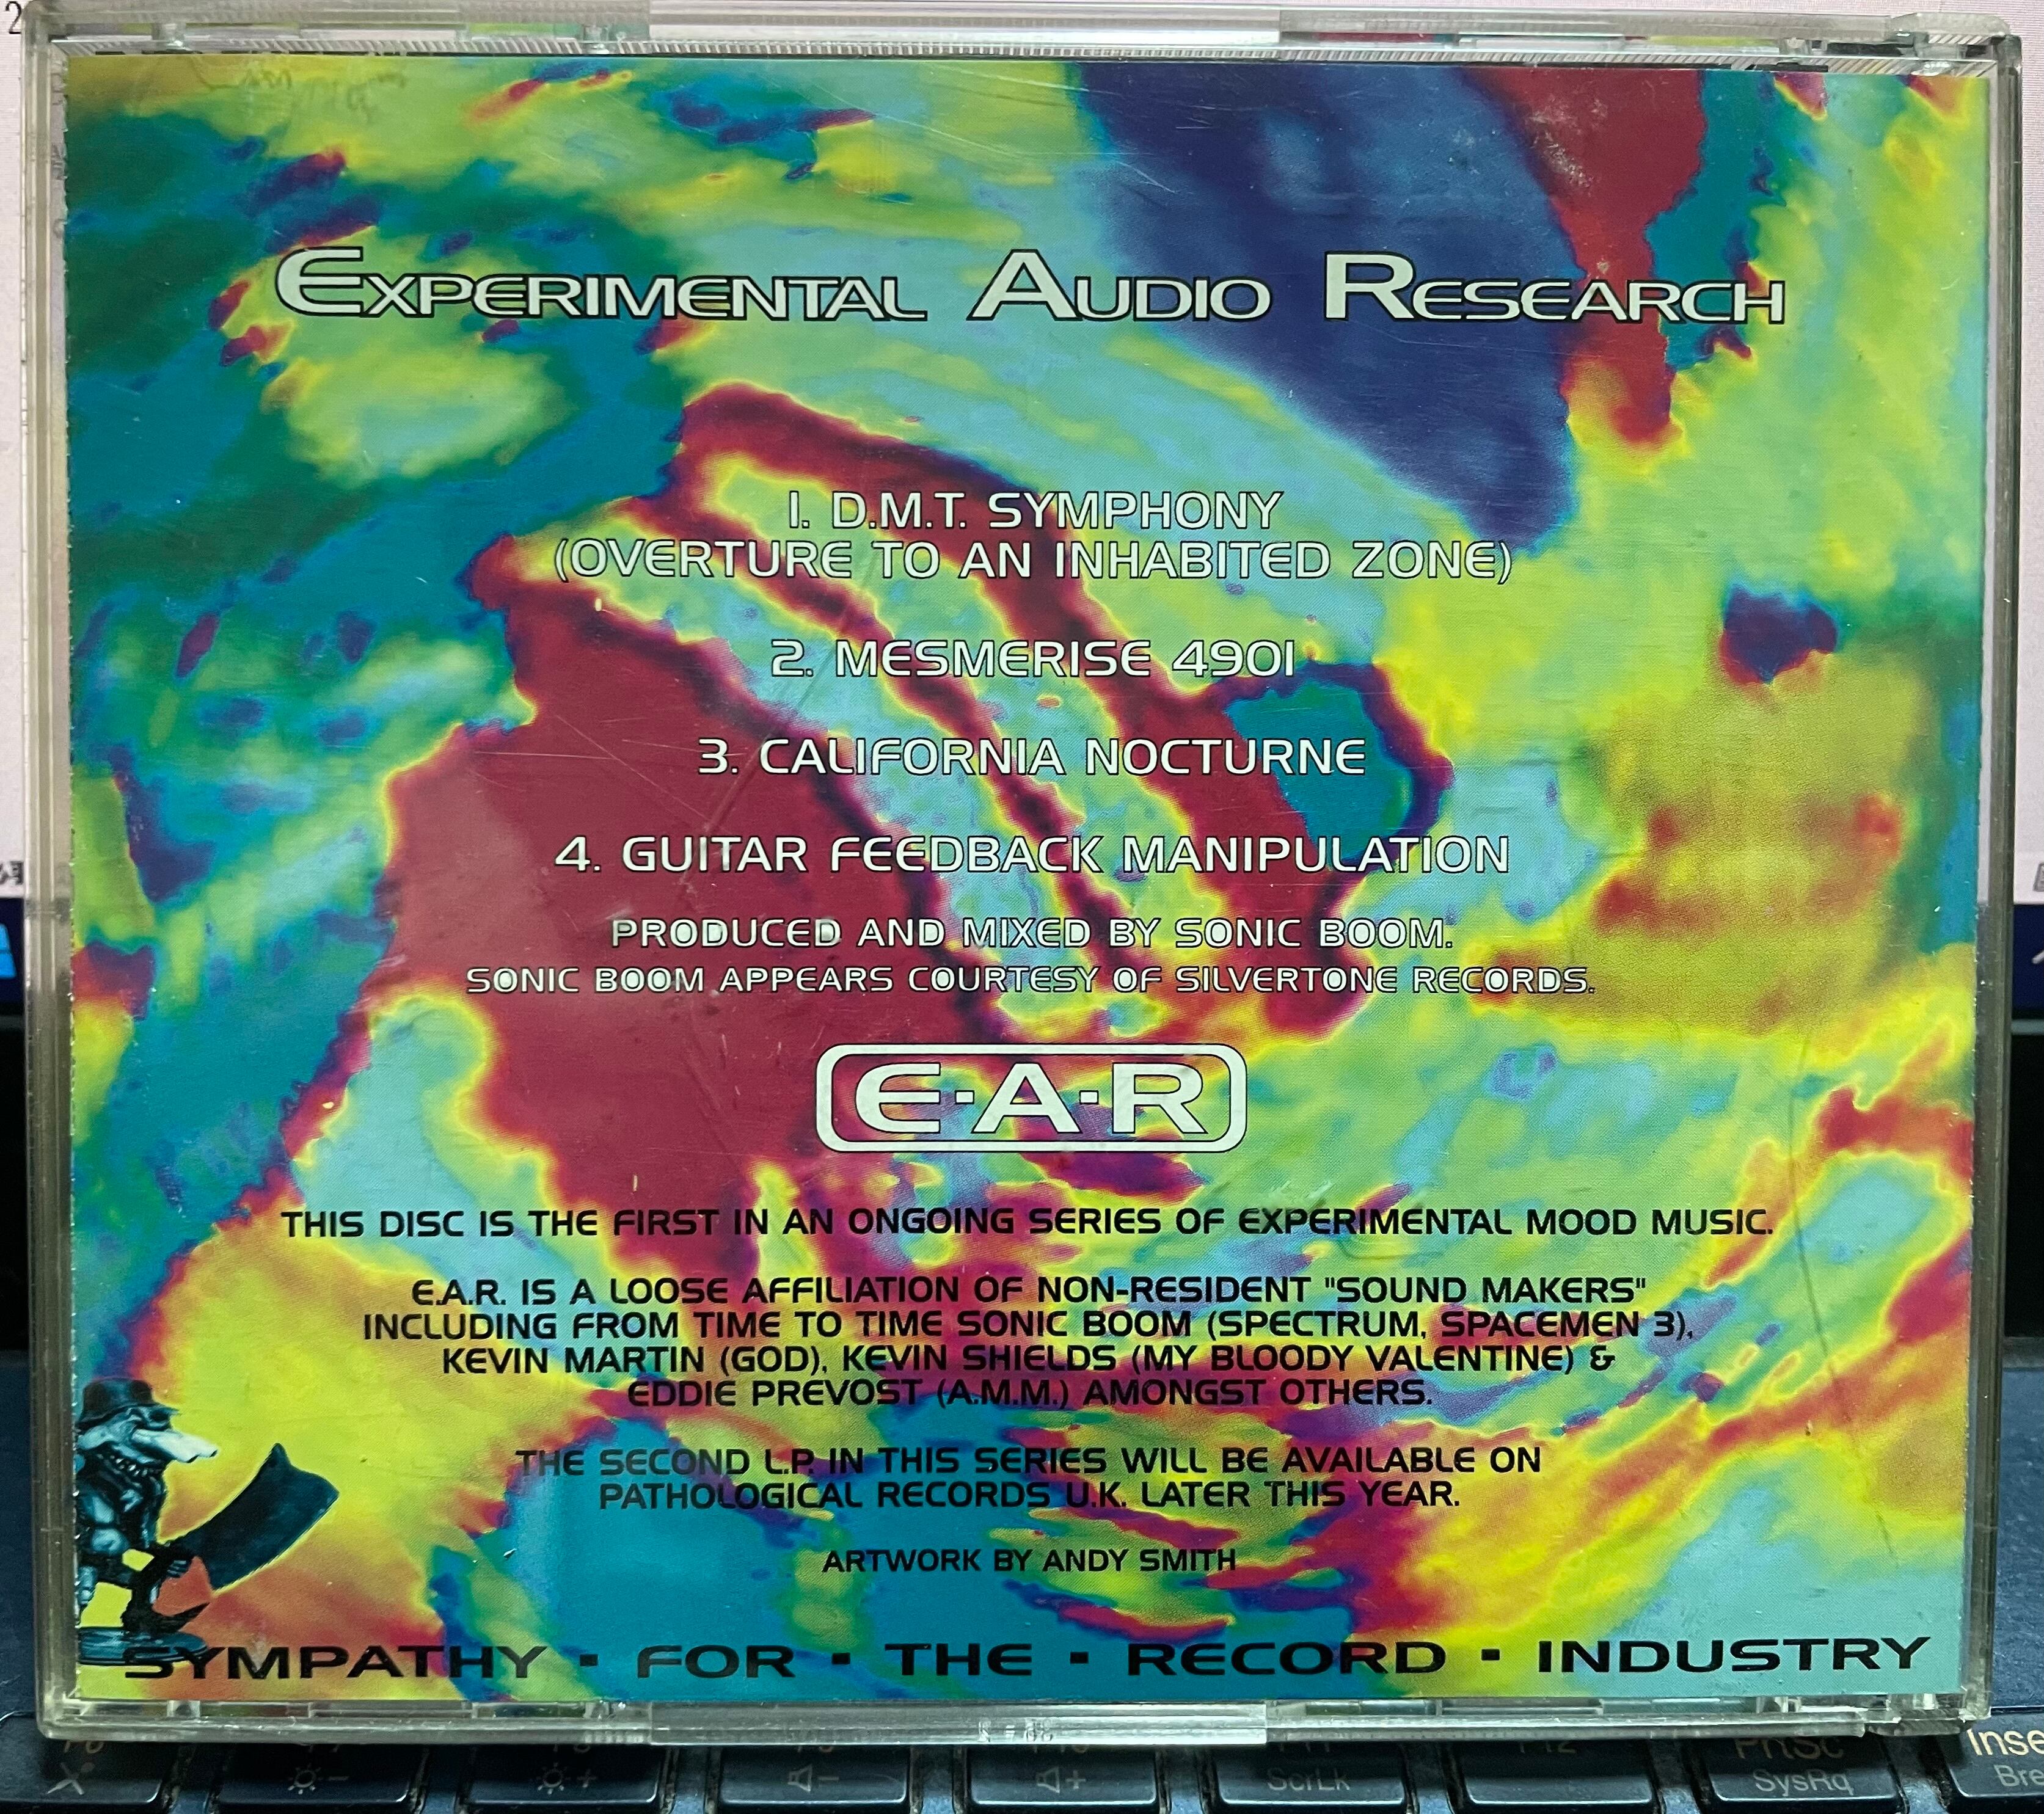 EXPERIMENTAL AUDIO RESEARCH
1. D.M.T. SYMPHONY
(OVERTURE TO AN INHABITED ZONE)
2. MESMERISE 4901
3. CALIFORNIA NOCTURNE
4. GUITAR FEEDBACK MANIPULATION
PRODUCED AND MIXED BY SONIC BOOM.
SONIC BOOM APPEARS COURTESY OF SILVERTONE RECORDS.
E·A·R
THIS DISC IS THE FIRST IN AN ONGOING SERIES OF EXPERIMENTAL MOOD MUSIC.
E.A.R. IS A LOOSE AFFILIATION OF NON-RESIDENT "SOUND MAKERS"
INCLUDING FROM TIME TO TIME SONIC BOOM (SPECTRUM, SPACEMEN 3),
KEVIN MARTIN (GOD), KEVIN SHIELDS (MY BLOODY VALENTINE) &
EDDIE PREVOST (A.M.M.) AMONGST OTHERS.
THE SECOND L.P. IN THIS SERIES WILL BE AVAILABLE ON
PATHOLOGICAL RECORDS U.K. LATER THIS YEAR.
ARTWORK BY ANDY SMITH
SYMPATHY · FOR · THE · RECORD · INDUSTRY
PrtSc
SysRq
ScrLk